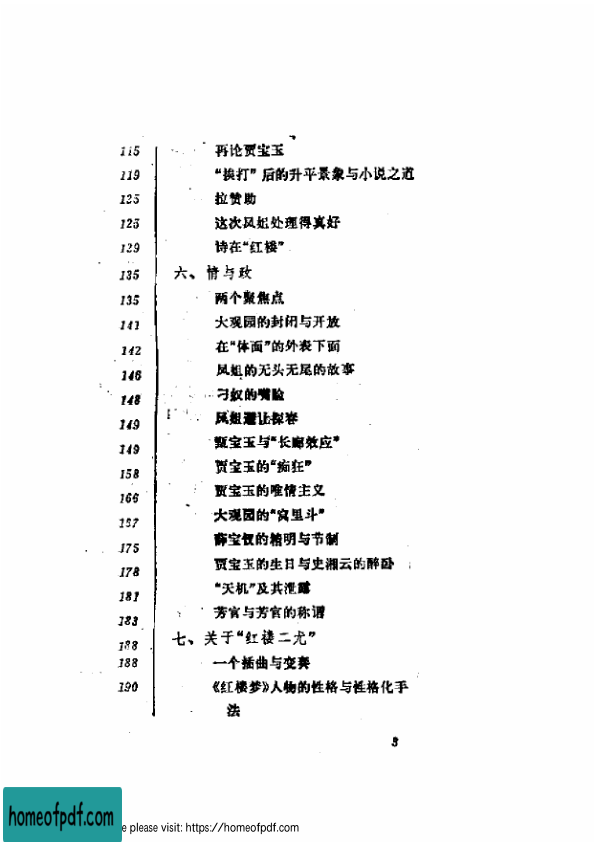 115 再论贾宝玉
119 “挨打”后的升平景象与小说之道
125 拉赞助
125 这次凤姐处理得真好
129 诗在“红楼”
135 六、情与政
135 两个聚焦点
141 大观园的封闭与开放
142 在“体面”的外表下面
146 凤姐的无头无尾的故事
148 刁奴的嘴脸
149 凤姐避让探春
149 甄宝玉与“长廊效应”
158 贾宝玉的“痴狂”
166 贾宝玉的唯情主义
167 大观园的“窝里斗”
175 薛宝钗的精明与节制
178 贾宝玉的生日与史湘云的醉卧
181 “天机”及其泄露
183 芳官与芳官的称谓
188 七、关于“红楼二尤”
188 一个插曲与变奏
190 《红楼梦》人物的性格与性格化手
法
3
homeofpdf.com
e please visit: https://homeofpdf.com